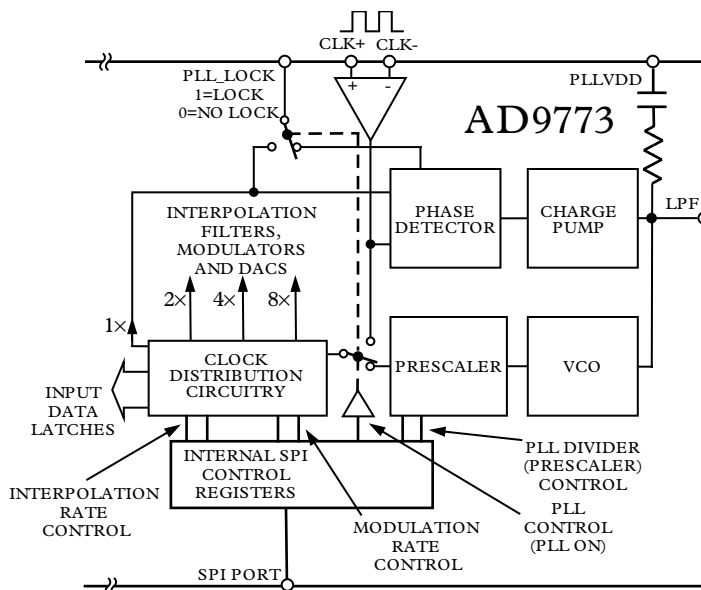 CLK+
CLK-
PLL_LOCK
1=LOCK
0=NO LOCK
+
-
PLLVDD
AD9773
INTERPOLATION
FILTERS,
MODULATORS
AND DACS
PHASE
DETECTOR
CHARGE
PUMP
LPF
2×
4×
8×
1×
CLOCK
DISTRIBUTION
CIRCUITRY
PRESCALER
VCO
INPUT
DATA
LATCHES
INTERNAL SPI
CONTROL
REGISTERS
PLL DIVIDER
(PRESCALER)
CONTROL
INTERPOLATION
RATE
CONTROL
MODULATION
RATE
CONTROL
PLL
CONTROL
(PLL ON)
SPI PORT